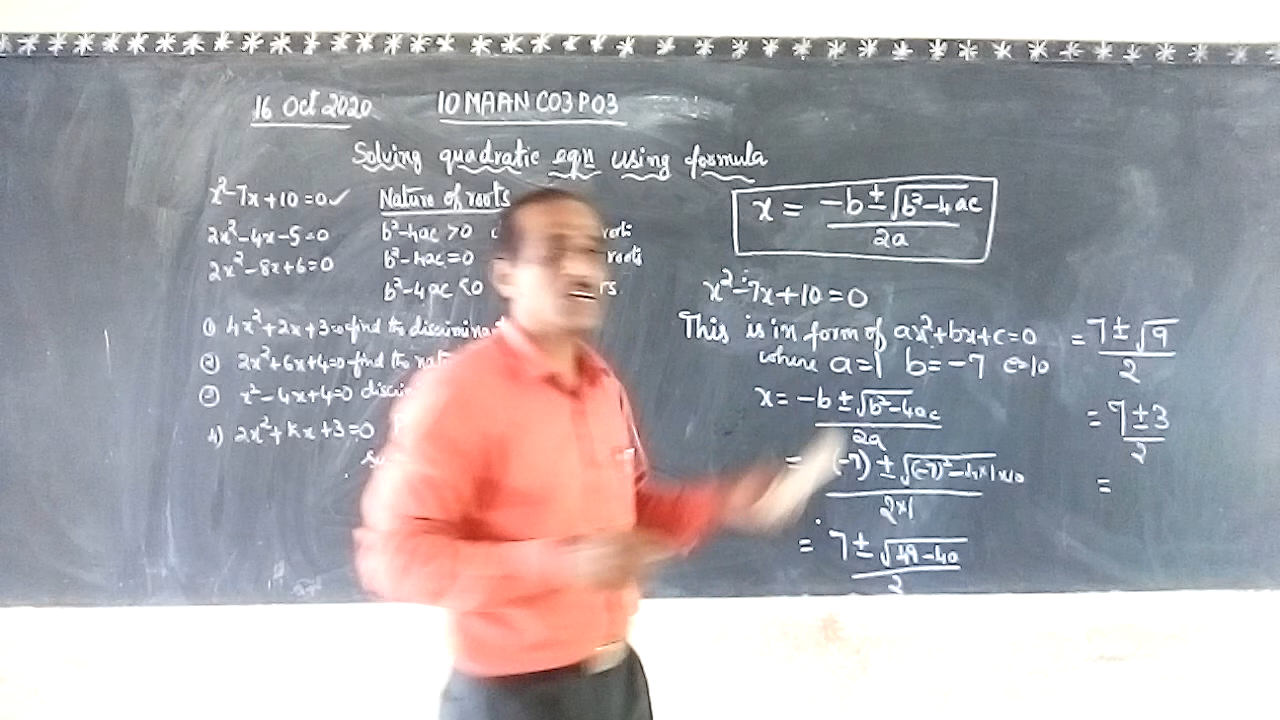 16 Oct 2020 10 MAAN CO3 PO3
Solving quadratic eqn using formula
x²-7x+10=0✓
2x²-4x-5=0
2x²-8x+6=0
Nature of roots
b²-4ac >0
b²-4ac=0 roots
b²-4ac <0
1) 4x²+2x+3=0 find the discriminant
2) 2x²+6x+4=0 find the
3) x²-4x+4=0
4) 2x²+kx+3=0
x = -b±√b²-4ac / 2a
x²-7x+10=0
This is in form of ax²+bx+c=0
where a=1 b=-7 c=10
x = -b±√b²-4ac / 2a
= (-7) ± √(-7)²-4×1×10 / 2×1
= 7±√49-40 / 2
= 7±√9 / 2
= 7±3 / 2
=